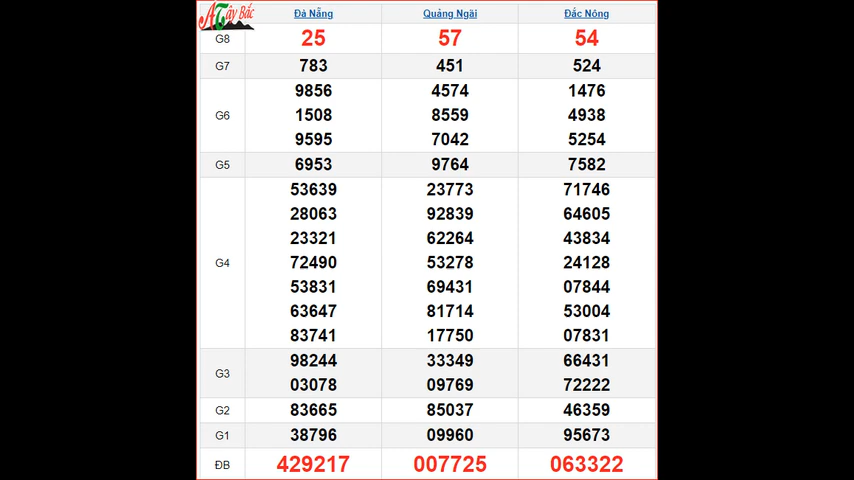 ATây Bắc
Đà Nẵng Quảng Ngãi Đắc Nông
G8 25 57 54
G7 783 451 524
9856 4574 1476
G6 1508 8559 4938
9595 7042 5254
G5 6953 9764 7582
53639 23773 71746
28063 92839 64605
23321 62264 43834
G4 72490 53278 24128
53831 69431 07844
63647 81714 53004
83741 17750 07831
98244 33349 66431
G3
03078 09769 72222
G2 83665 85037 46359
G1 38796 09960 95673
ĐB 429217 007725 063322